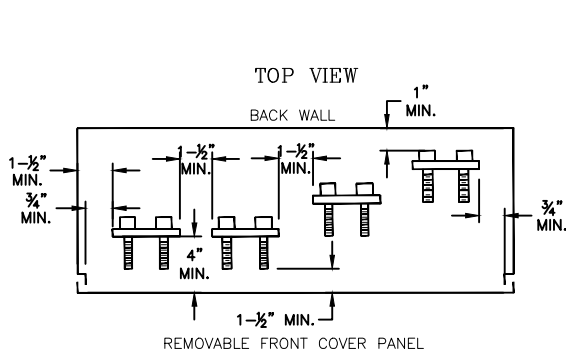 TOP VIEW
BACK WALL
1"
MIN.
1-½"
MIN.
1-½"
MIN.
1-½"
MIN.
¾"
MIN.
¾"
MIN.
4"
MIN.
1-½" MIN.
REMOVABLE FRONT COVER PANEL